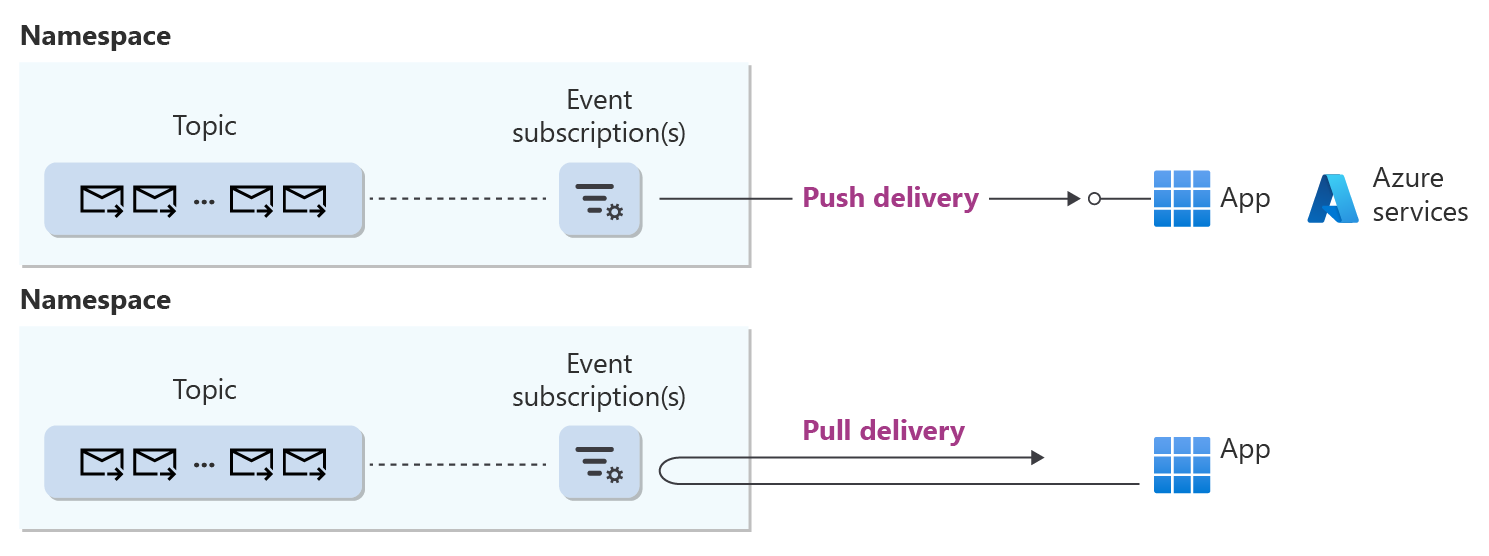 Namespace
Topic
Event
subscription(s)
...
Push delivery
App
Azure
services
Namespace
Topic
Event
subscription(s)
...
Pull delivery
App